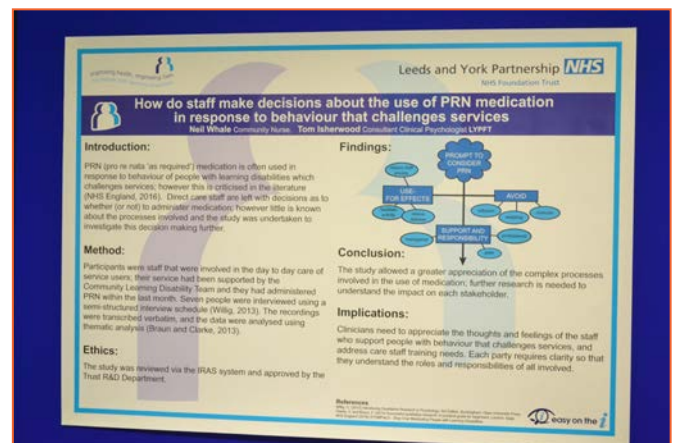 improving health, improving lives
Leeds and York Partnership NHS
NHS Foundation Trust
How do staff make decisions about the use of PRN medication
in response to behaviour that challenges services
Neil Whale Community Nurse. Tom Isherwood Consultant Clinical Psychologist LYPFT
Introduction:
PRN (pro re nata 'as required') medication is often used in
response to behaviour of people with learning disabilities which
challenges services; however this is criticised in the literature
(NHS England, 2016). Direct care staff are left with decisions as to
whether (or not) to administer medication; however little is known
about the processes involved and the study was undertaken to
investigate this decision making further.
Method:
Participants were staff that were involved in the day to day care of
service users; their service had been supported by the
Community Learning Disability Team and they had administered
PRN within the last month. Seven people were interviewed using a
semi-structured interview schedule (Willig, 2013). The recordings
were transcribed verbatim, and the data were analysed using
thematic analysis (Braun and Clarke, 2013).
Ethics:
The study was reviewed via the IRAS system and approved by the
Trust R&D Department.
Findings:
PROMPT TO
CONSIDER
PRN
USE-
FOR EFFECTS
AVOID
SUPPORT AND
RESPONSIBILITY
Conclusion:
The study allowed a greater appreciation of the complex processes
involved in the use of medication; further research is needed to
understand the impact on each stakeholder.
Implications:
Clinicians need to appreciate the thoughts and feelings of the staff
who support people with behaviour that challenges services, and
address care staff training needs. Each party requires clarity so that
they understand the roles and responsibilities of all involved.
References
easy on the i